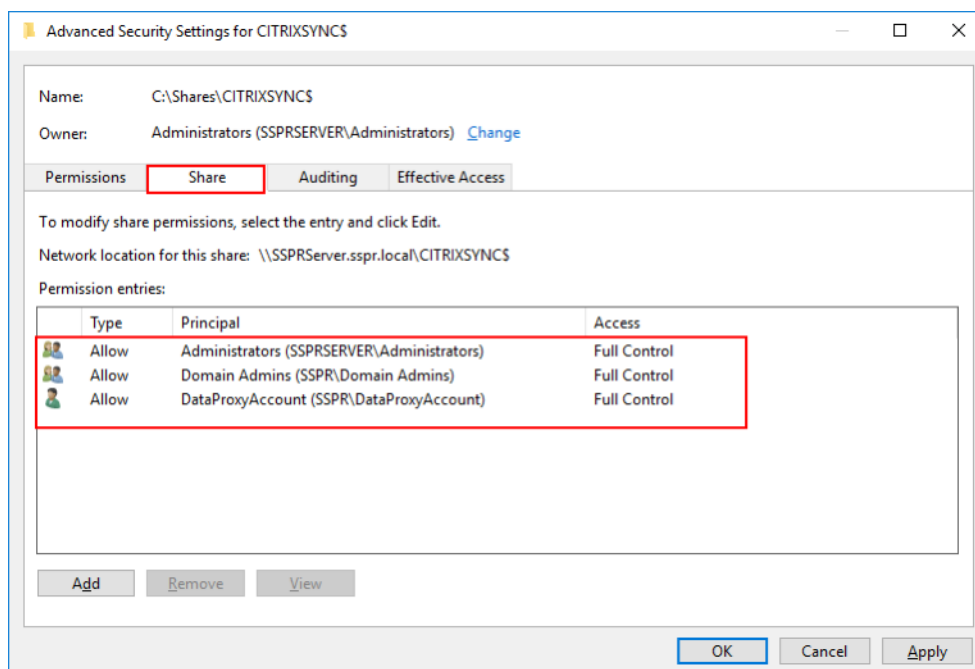 Advanced Security Settings for CITRIXSYNC$
Name: C:\Shares\CITRIXSYNC$
Owner: Administrators (SSPRSERVER\Administrators) Change
Permissions Share Auditing Effective Access
To modify share permissions, select the entry and click Edit.
Network location for this share: \\SSPRServer.sspr.local\CITRIXSYNC$
Permission entries:
Type Principal Access
Allow Administrators (SSPRSERVER\Administrators) Full Control
Allow Domain Admins (SSPR\Domain Admins) Full Control
Allow DataProxyAccount (SSPR\DataProxyAccount) Full Control
Add Remove View
OK Cancel Apply